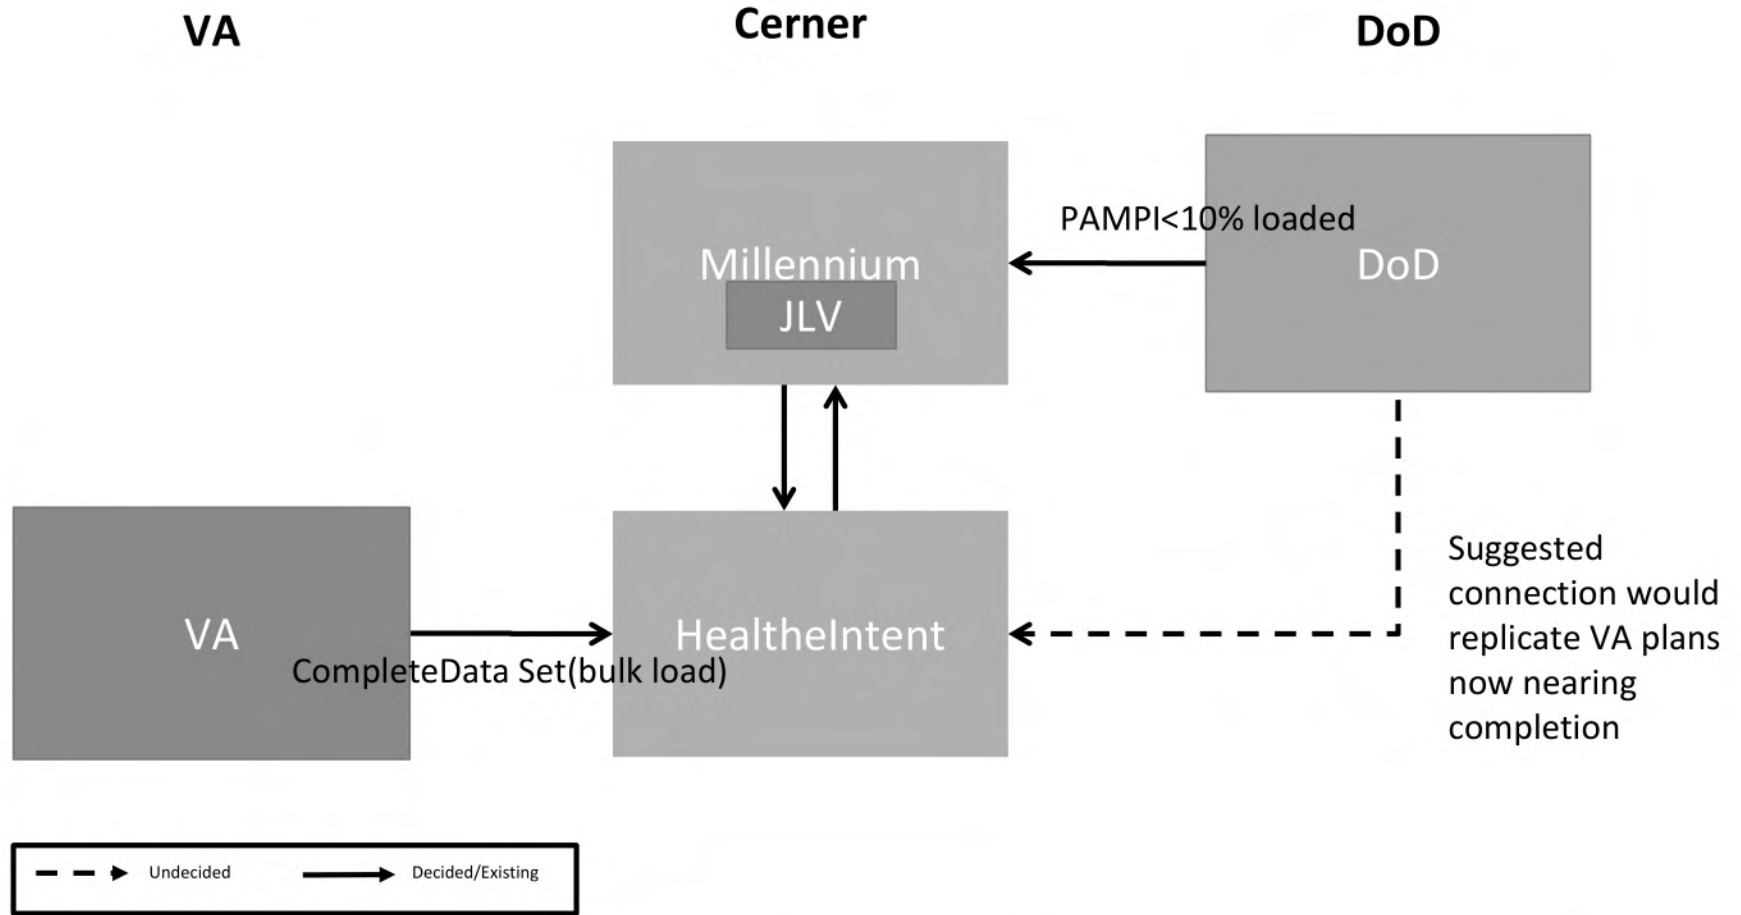 VA
Cerner
DoD
PAMPI<10% loaded
Millennium
JLV
DoD
VA
CompleteData Set(bulk load)
HealtheIntent
Suggested
connection would
replicate VA plans
now nearing
completion
Undecided
Decided/Existing